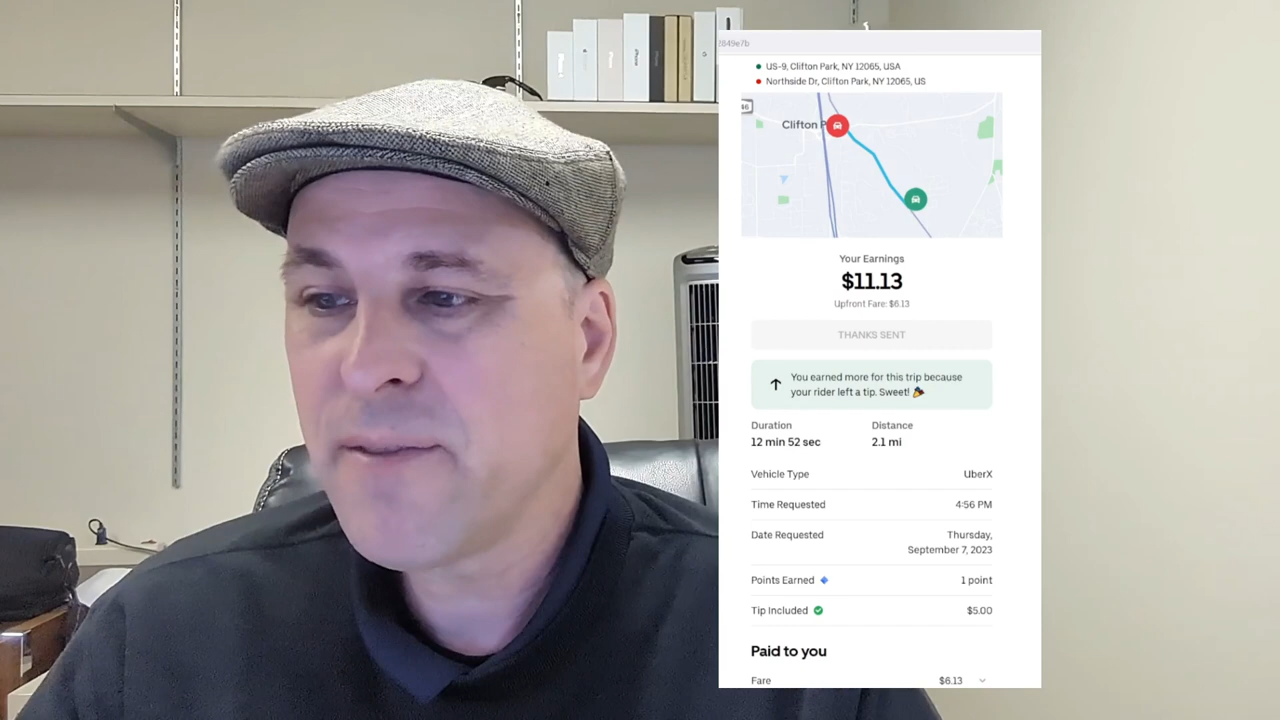 2849e7b
US-9, Clifton Park, NY 12065, USA
Northside Dr, Clifton Park, NY 12065, US
46
Clifton P
Your Earnings
$11.13
Upfront Fare: $6.13
THANKS SENT
You earned more for this trip because
your rider left a tip. Sweet! 🎉
Duration
Distance
12 min 52 sec
2.1 mi
Vehicle Type
UberX
Time Requested
4:56 PM
Date Requested
Thursday,
September 7, 2023
Points Earned
1 point
Tip Included
$5.00
Paid to you
Fare
$6.13